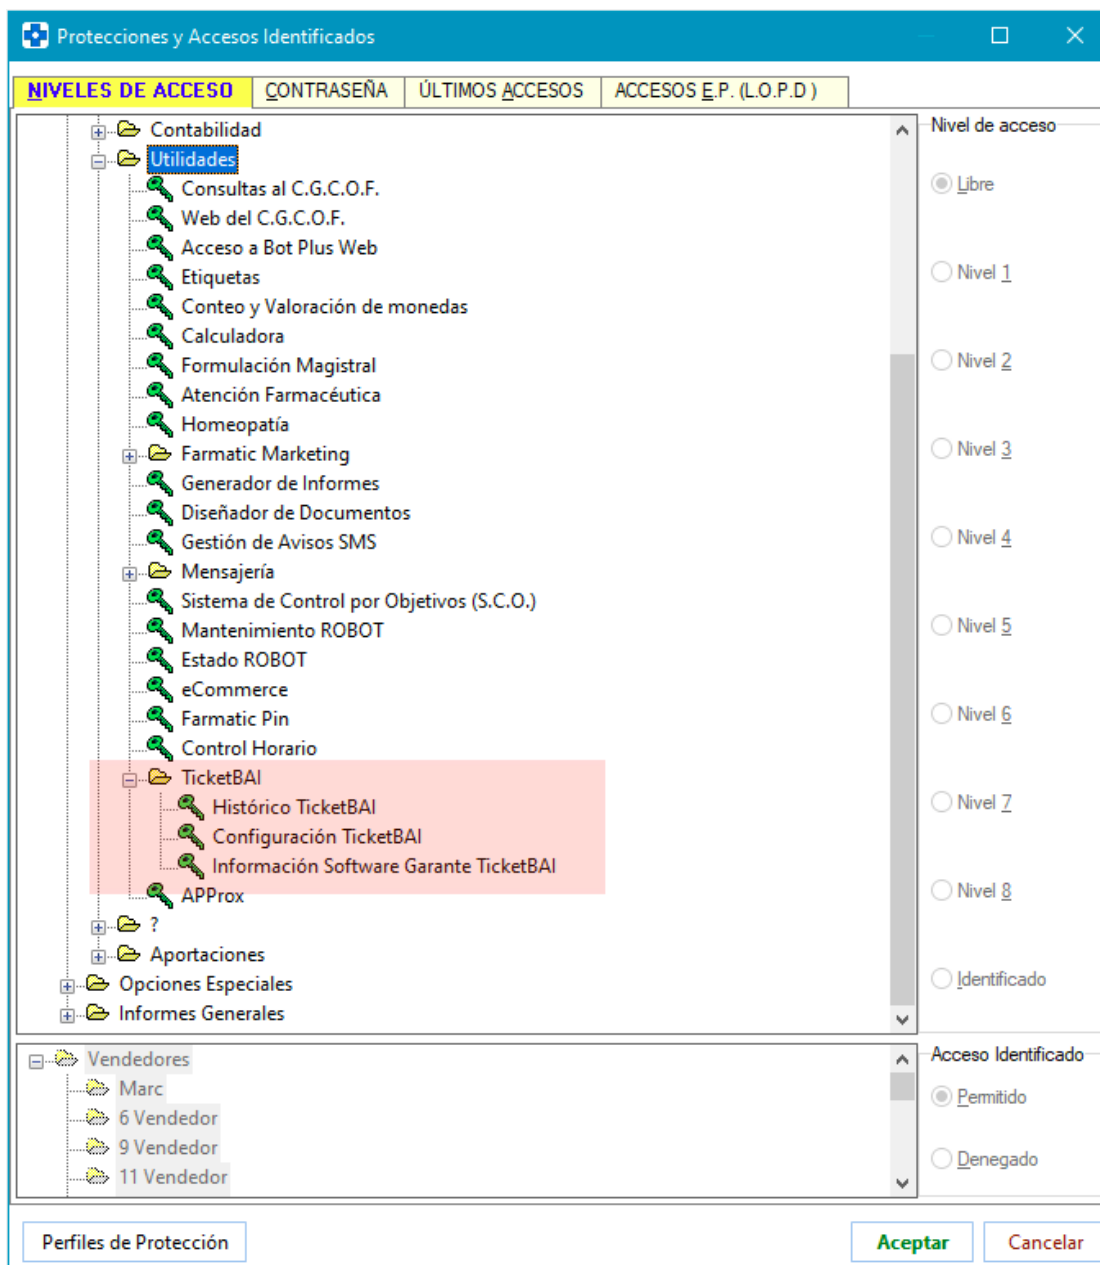 Protecciones y Accesos Identificados
NIVELES DE ACCESO
CONTRASEÑA
ÚLTIMOS ACCESOS
ACCESOS E.P. (L.O.P.D )
Contabilidad
Utilidades
Consultas al C.G.C.O.F.
Web del C.G.C.O.F.
Acceso a Bot Plus Web
Etiquetas
Conteo y Valoración de monedas
Calculadora
Formulación Magistral
Atención Farmacéutica
Homeopatía
Farmatic Marketing
Generador de Informes
Diseñador de Documentos
Gestión de Avisos SMS
Mensajería
Sistema de Control por Objetivos (S.C.O.)
Mantenimiento ROBOT
Estado ROBOT
eCommerce
Farmatic Pin
Control Horario
TicketBAI
Histórico TicketBAI
Configuración TicketBAI
Información Software Garante TicketBAI
APProx
?
Aportaciones
Opciones Especiales
Informes Generales
Nivel de acceso
Libre
Nivel 1
Nivel 2
Nivel 3
Nivel 4
Nivel 5
Nivel 6
Nivel 7
Nivel 8
Identificado
Vendedores
Marc
6 Vendedor
9 Vendedor
11 Vendedor
Acceso Identificado
Permitido
Denegado
Perfiles de Protección
Aceptar
Cancelar